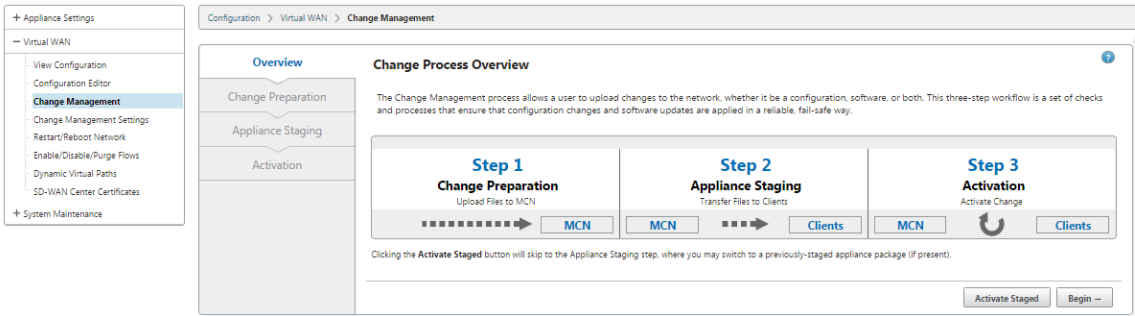 + Appliance Settings
− Virtual WAN
View Configuration
Configuration Editor
Change Management
Change Management Settings
Restart/Reboot Network
Enable/Disable/Purge Flows
Dynamic Virtual Paths
SD-WAN Center Certificates
+ System Maintenance
Configuration > Virtual WAN > Change Management
Overview
Change Preparation
Appliance Staging
Activation
Change Process Overview
?
The Change Management process allows a user to upload changes to the network, whether it be a configuration, software, or both. This three-step workflow is a set of checks
and processes that ensure that configuration changes and software updates are applied in a reliable, fail-safe way.
Step 1
Change Preparation
Upload Files to MCN
MCN
Step 2
Appliance Staging
Transfer Files to Clients
MCN Clients
Step 3
Activation
Activate Change
MCN Clients
Clicking the Activate Staged button will skip to the Appliance Staging step, where you may switch to a previously-staged appliance package (if present).
Activate Staged Begin →